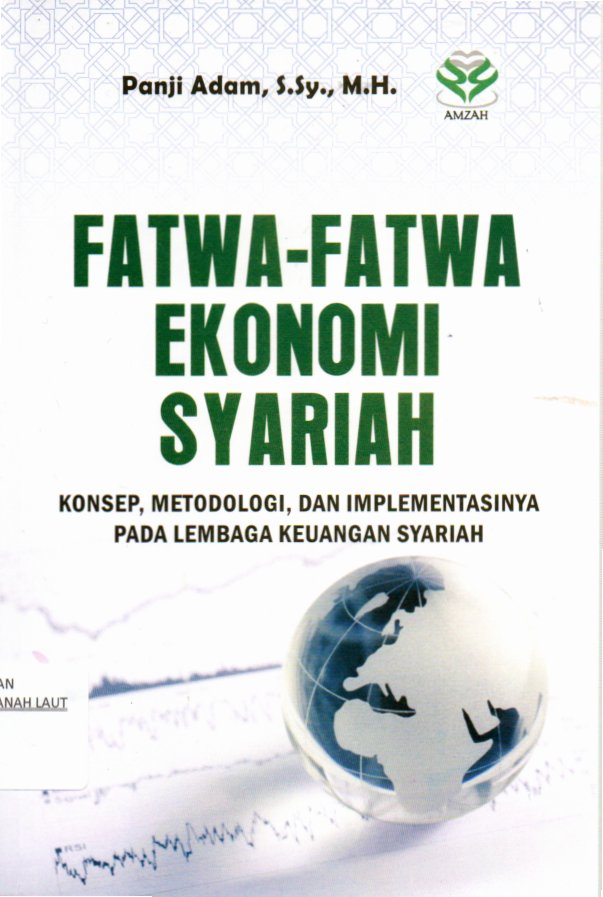 Panji Adam, S.Sy., M.H.
AMZAH
FATWA-FATWA
EKONOMI
SYARIAH
KONSEP, METODOLOGI, DAN IMPLEMENTASINYA
PADA LEMBAGA KEUANGAN SYARIAH
AN
ANAH LAUT
RSI